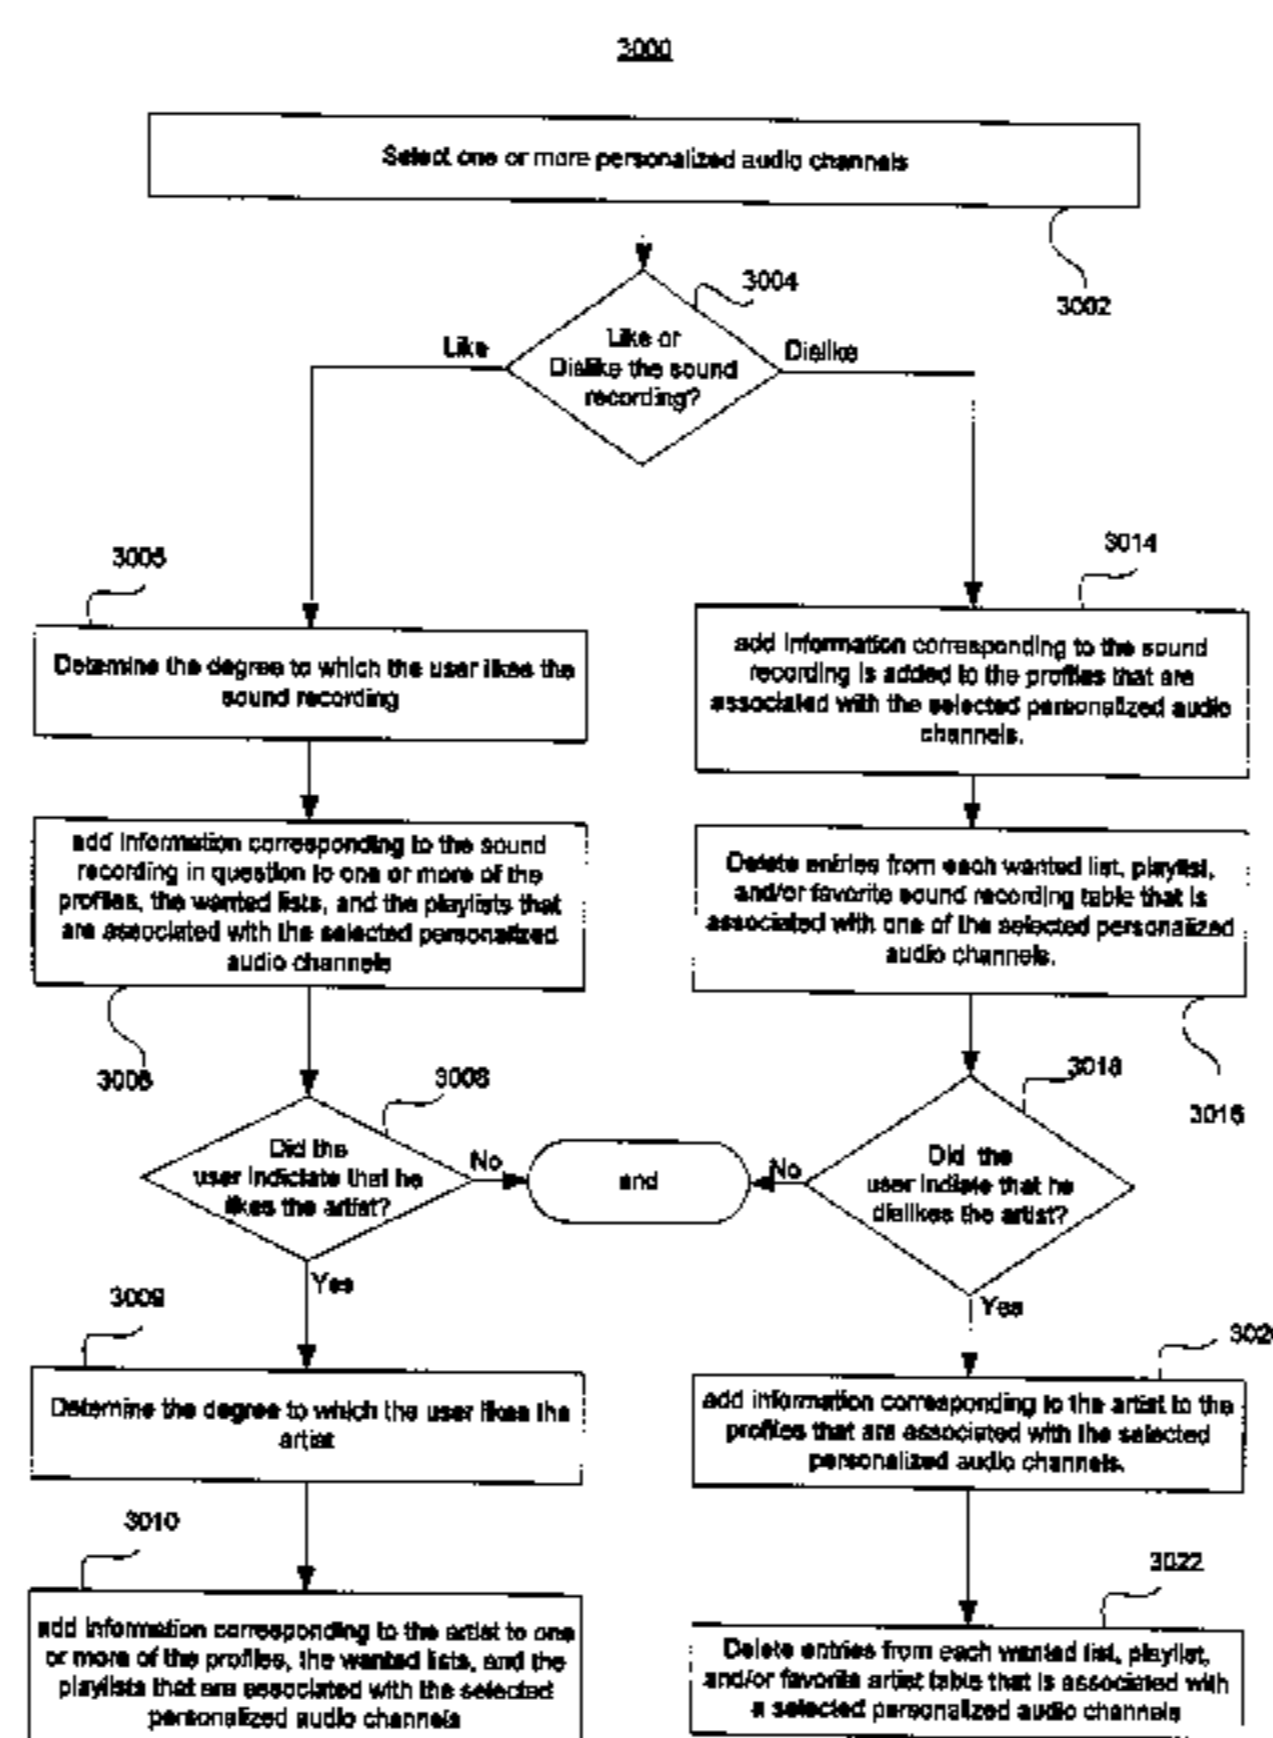 3000
Select one or more personalized audio channels
3002
3004
Like or
Dislike the sound
recording?
Like
Dislike
3005
Determine the degree to which the user likes the
sound recording
add information corresponding to the sound
recording in question to one or more of the
profiles, the wanted lists, and the playlists that
are associated with the selected personalized
audio channels
3006
3008
Did the
user indiciate that he
likes the artist?
No
Yes
end
3009
Determine the degree to which the user likes the
artist
3010
add information corresponding to the artist to one
or more of the profiles, the wanted lists, and the
playlists that are associated with the selected
personalized audio channels
3014
add information corresponding to the sound
recording is added to the profiles that are
associated with the selected personalized audio
channels.
Delete entries from each wanted list, playlist,
and/or favorite sound recording table that is
associated with one of the selected personalized
audio channels.
3016
3018
Did the
user indiate that he
dislikes the artist?
No
Yes
add information corresponding to the artist to the
profiles that are associated with the selected
personalized audio channels.
3022
Delete entries from each wanted list, playlist,
and/or favorite artist table that is associated with
a selected personalized audio channels